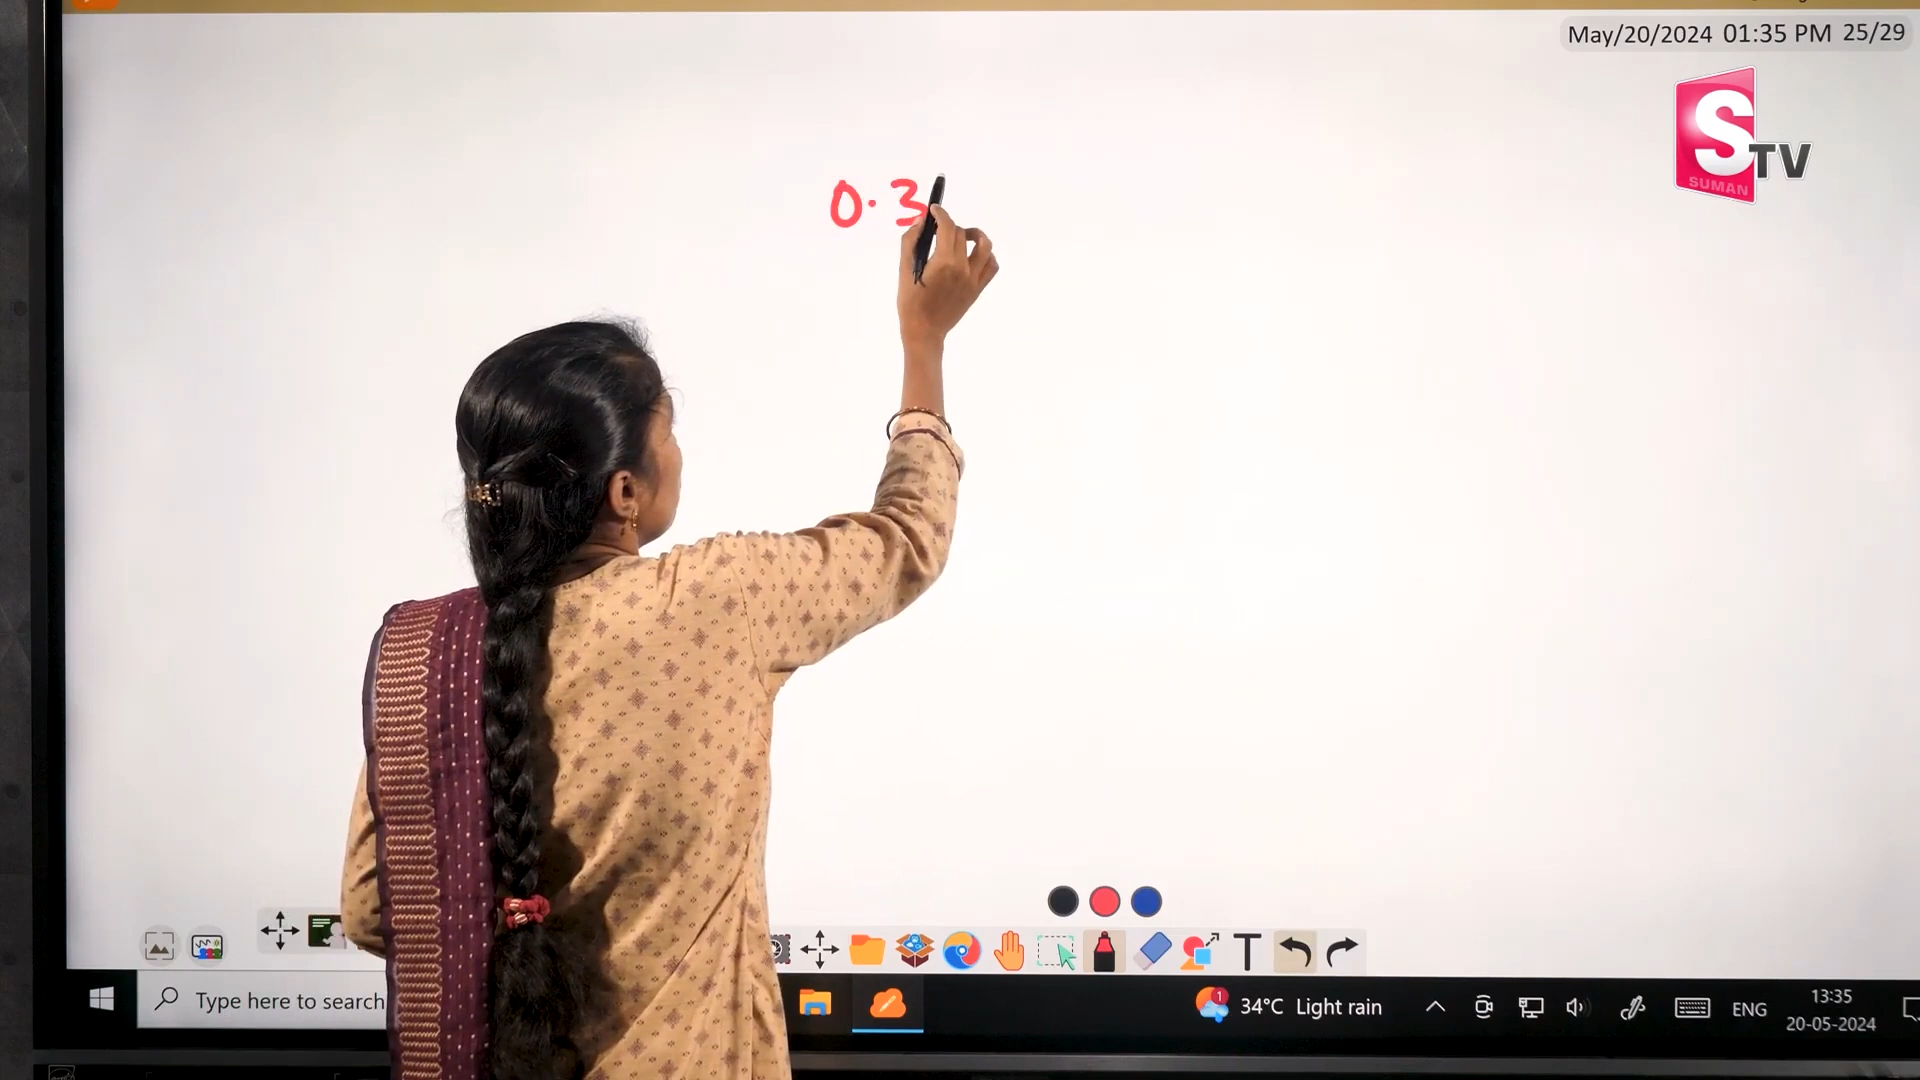 May/20/2024 01:35 PM 25/29
S TV
SUMAN
0.3
T
Type here to search
1
34°C Light rain
ENG
13:35
20-05-2024